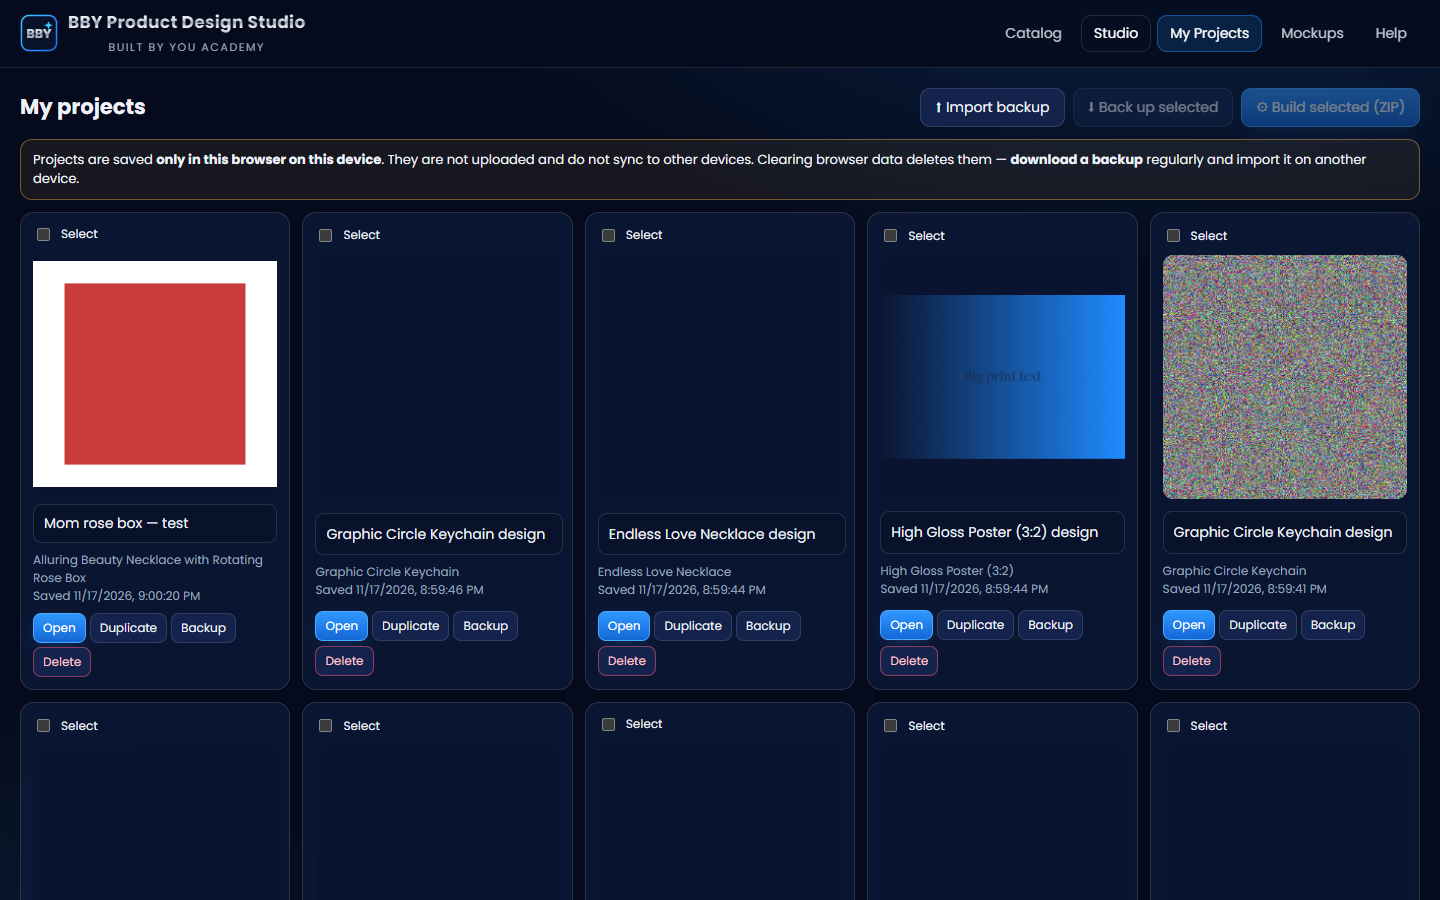 BBY
BBY Product Design Studio
BUILT BY YOU ACADEMY
Catalog
Studio
My Projects
Mockups
Help
My projects
⬆ Import backup
⬇ Back up selected
⚙ Build selected (ZIP)
Projects are saved only in this browser on this device. They are not uploaded and do not sync to other devices. Clearing browser data deletes them — download a backup regularly and import it on another
device.
Select
Select
Select
Select
Select
Big print test
Mom rose box — test
Graphic Circle Keychain design
Endless Love Necklace design
High Gloss Poster (3:2) design
Graphic Circle Keychain design
Alluring Beauty Necklace with Rotating
Rose Box
Saved 11/17/2026, 9:00:20 PM
Graphic Circle Keychain
Saved 11/17/2026, 8:59:46 PM
Endless Love Necklace
Saved 11/17/2026, 8:59:44 PM
High Gloss Poster (3:2)
Saved 11/17/2026, 8:59:44 PM
Graphic Circle Keychain
Saved 11/17/2026, 8:59:41 PM
Open
Duplicate
Backup
Delete
Open
Duplicate
Backup
Delete
Open
Duplicate
Backup
Delete
Open
Duplicate
Backup
Delete
Open
Duplicate
Backup
Delete
Select
Select
Select
Select
Select